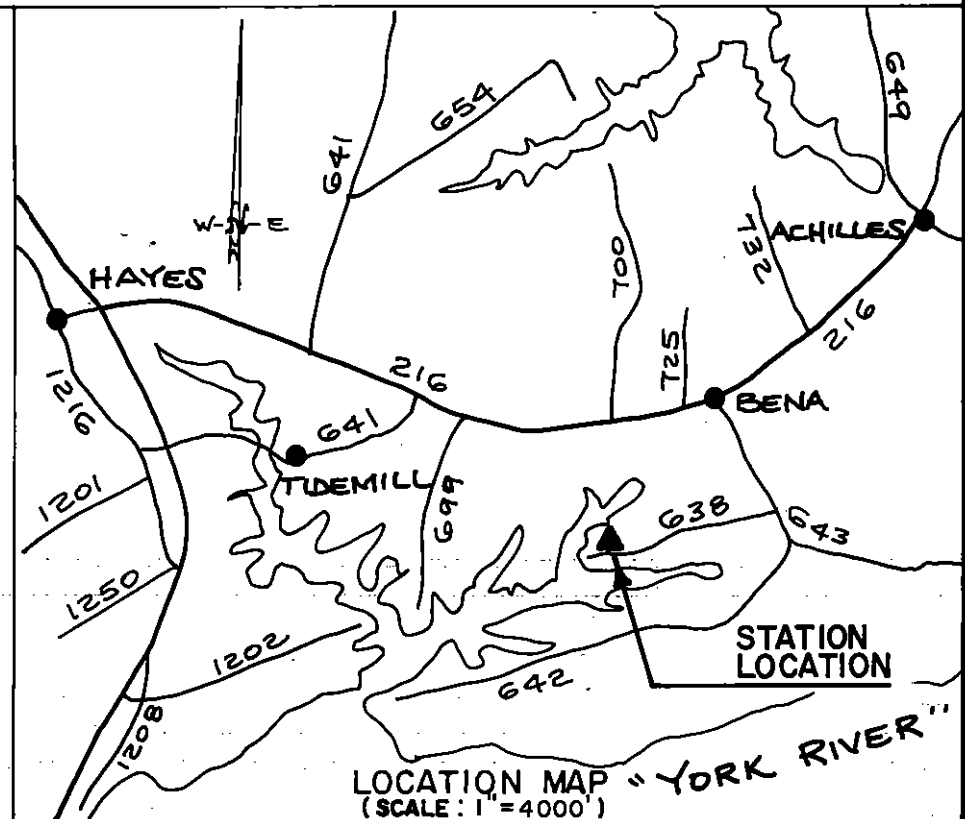 649
654
641
W E
732
ACHILLES
700
HAYES
216
725
216
BENA
1216
641
TIDEMILL
699
1201
638
643
1250
STATION
LOCATION
1202
642
1208
"YORK RIVER"
LOCATION MAP
(SCALE: 1"=4000')